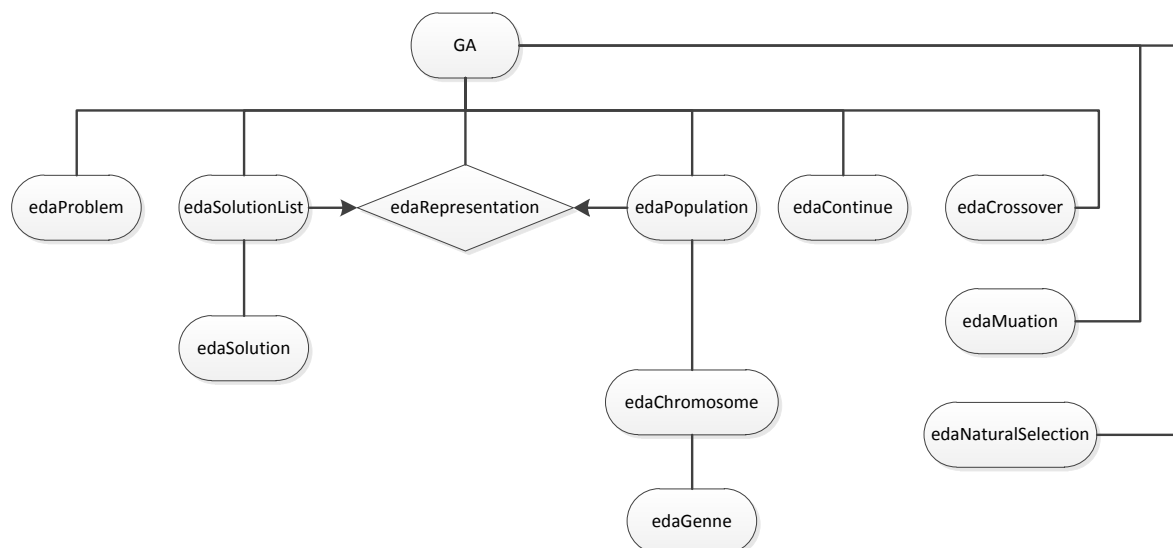 GA
edaProblem
edaSolutionList
edaRepresentation
edaPopulation
edaContinue
edaCrossover
edaMuation
edaSolution
edaChromosome
edaNaturalSelection
edaGenne